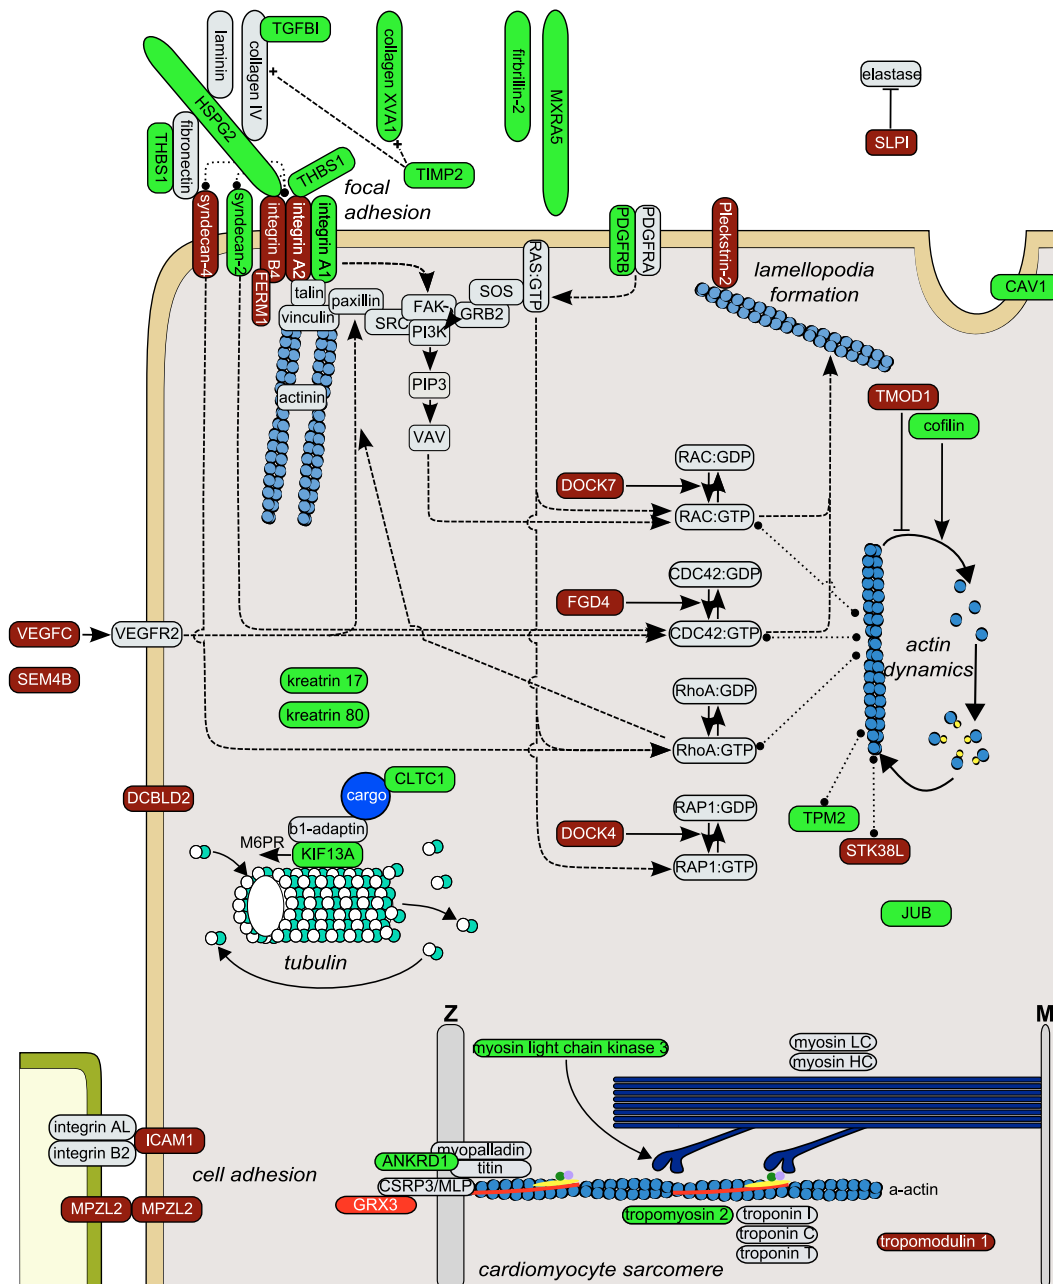 TGFBI
laminin
collagen IV
collagen XVA1
firbrillin-2
MXRA5
elastase
SLPI
HSPG2
THBS1
fibronectin
THBS1
TIMP2
focal
adhesion
syndecan-4
syndecan-2
integrin B4
integrin A2
integrin A1
PDGFRB
PDGFRA
Pleckstrin-2
RAS:GTP
lamellopodia
formation
CAV1
FERM1
talin
vinculin
paxillin
SRC
FAK-
PI3K
GRB2
SOS
PIP3
VAV
actinin
TMOD1
cofilin
RAC:GDP
DOCK7
RAC:GTP
CDC42:GDP
FGD4
CDC42:GTP
VEGFC
VEGFR2
SEM4B
actin
dynamics
kreatrin 17
kreatrin 80
RhoA:GDP
RhoA:GTP
DCBLD2
CLTC1
cargo
b1-adaptin
M6PR
KIF13A
RAP1:GDP
DOCK4
RAP1:GTP
TPM2
STK38L
JUB
tubulin
Z
M
myosin light chain kinase 3
myosin LC
myosin HC
integrin AL
integrin B2
ICAM1
cell adhesion
MPZL2
MPZL2
myopalladin
ANKRD1
titin
CSRP3/MLP
GRX3
a-actin
tropomyosin 2
troponin I
troponin C
troponin T
tropomodulin 1
cardiomyocyte sarcomere